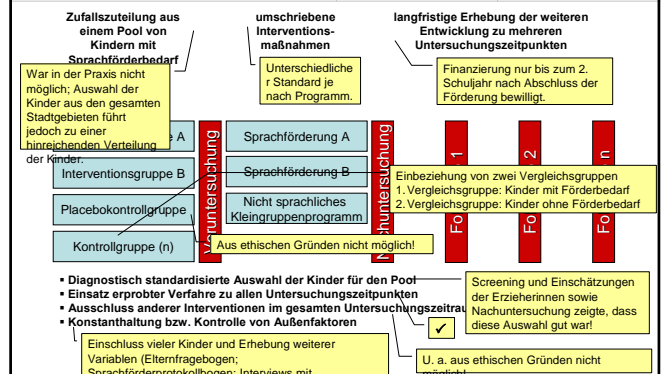 Zufallszuteilung aus
einem Pool von
Kindern mit
Sprachförderbedarf
umschriebene
Interventions-
maßnahmen
langfristige Erhebung der weiteren
Entwicklung zu mehreren
Untersuchungszeitpunkten
War in der Praxis nicht
möglich; Auswahl der
Kinder aus den gesamten
Stadtgebieten führt
jedoch zu einer
hinreichenden Verteilung
der Kinder.
Unterschiedliche
r Standard je
nach Programm.
Finanzierung nur bis zum 2.
Schuljahr nach Abschluss der
Förderung bewilligt.
e A
Interventionsgruppe B
Placebokontrollgruppe
Kontrollgruppe (n)
Voruntersuchung
Sprachförderung A
Sprachförderung B
Nicht sprachliches
Kleingruppenprogramm
Nachuntersuchung
Fo 1
Fo 2
Fo n
Einbeziehung von zwei Vergleichsgruppen
1. Vergleichsgruppe: Kinder mit Förderbedarf
2. Vergleichsgruppe: Kinder ohne Förderbedarf
Aus ethischen Gründen nicht möglich!
▪ Diagnostisch standardisierte Auswahl der Kinder für den Pool
▪ Einsatz erprobter Verfahre zu allen Untersuchungszeitpunkten
▪ Ausschluss anderer Interventionen im gesamten Untersuchungszeitrau
▪ Konstanthaltung bzw. Kontrolle von Außenfaktoren
Screening und Einschätzungen
der Erzieherinnen sowie
Nachuntersuchung zeigte, dass
diese Auswahl gut war!
✓
Einschluss vieler Kinder und Erhebung weiterer
Variablen (Elternfragebogen;
Sprachförderprotokollbogen; Interviews mit
U. a. aus ethischen Gründen nicht
möglich!